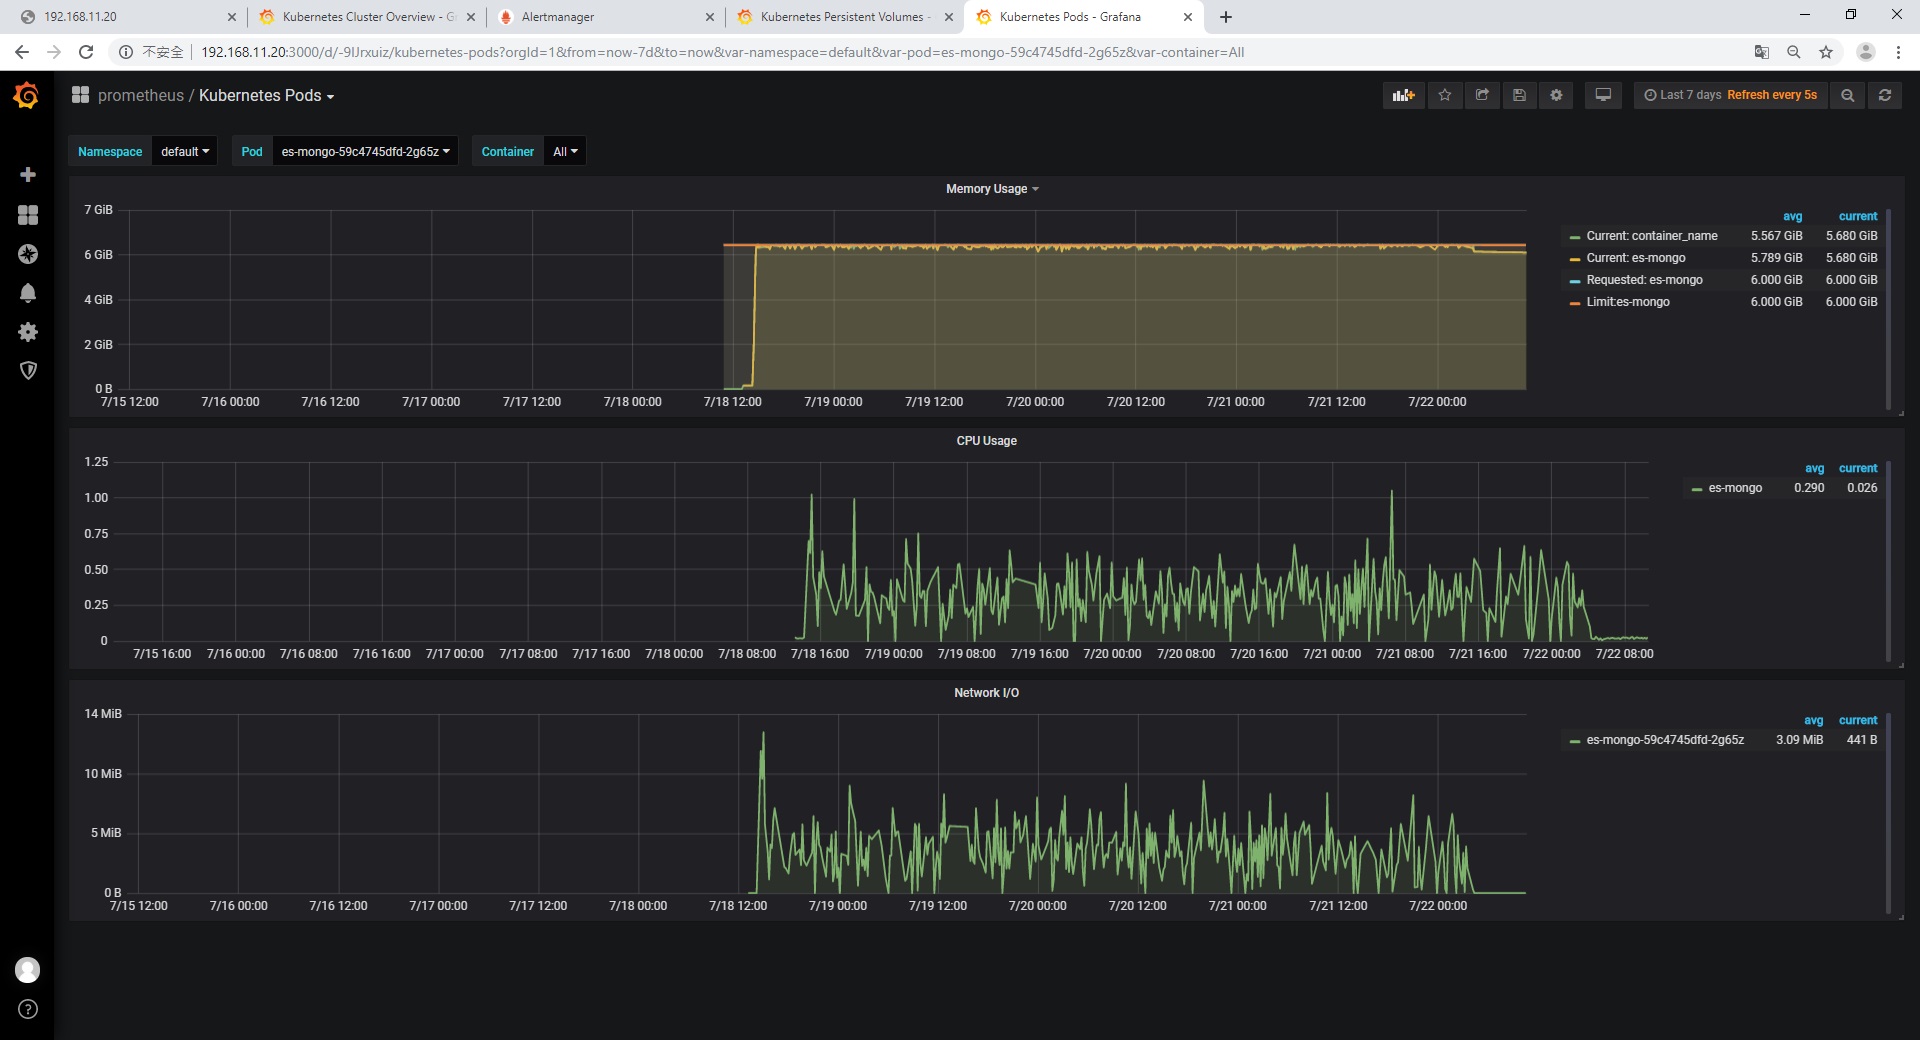 192.168.11.20
Kubernetes Cluster Overview - G
Alertmanager
Kubernetes Persistent Volumes -
Kubernetes Pods - Grafana
不安全
192.168.11.20:3000/d/-9IJrxuiz/kubernetes-pods?orgId=1&from=now-7d&to=now&var-namespace=default&var-pod=es-mongo-59c4745dfd-2g65z&var-container=All
prometheus / Kubernetes Pods
Last 7 days Refresh every 5s
Namespace default Pod es-mongo-59c4745dfd-2g65z Container All
Memory Usage
7 GiB
6 GiB
4 GiB
2 GiB
0 B
7/15 12:00 7/16 00:00 7/16 12:00 7/17 00:00 7/17 12:00 7/18 00:00 7/18 12:00 7/19 00:00 7/19 12:00 7/20 00:00 7/20 12:00 7/21 00:00 7/21 12:00 7/22 00:00
avg current
Current: container_name 5.567 GiB 5.680 GiB
Current: es-mongo 5.789 GiB 5.680 GiB
Requested: es-mongo 6.000 GiB 6.000 GiB
Limit:es-mongo 6.000 GiB 6.000 GiB
CPU Usage
1.25
1.00
0.75
0.50
0.25
0
7/15 16:00 7/16 00:00 7/16 08:00 7/16 16:00 7/17 00:00 7/17 08:00 7/17 16:00 7/18 00:00 7/18 08:00 7/18 16:00 7/19 00:00 7/19 08:00 7/19 16:00 7/20 00:00 7/20 08:00 7/20 16:00 7/21 00:00 7/21 08:00 7/21 16:00 7/22 00:00 7/22 08:00
avg current
es-mongo 0.290 0.026
Network I/O
14 MiB
10 MiB
5 MiB
0 B
7/15 12:00 7/16 00:00 7/16 12:00 7/17 00:00 7/17 12:00 7/18 00:00 7/18 12:00 7/19 00:00 7/19 12:00 7/20 00:00 7/20 12:00 7/21 00:00 7/21 12:00 7/22 00:00
avg current
es-mongo-59c4745dfd-2g65z 3.09 MiB 441 B